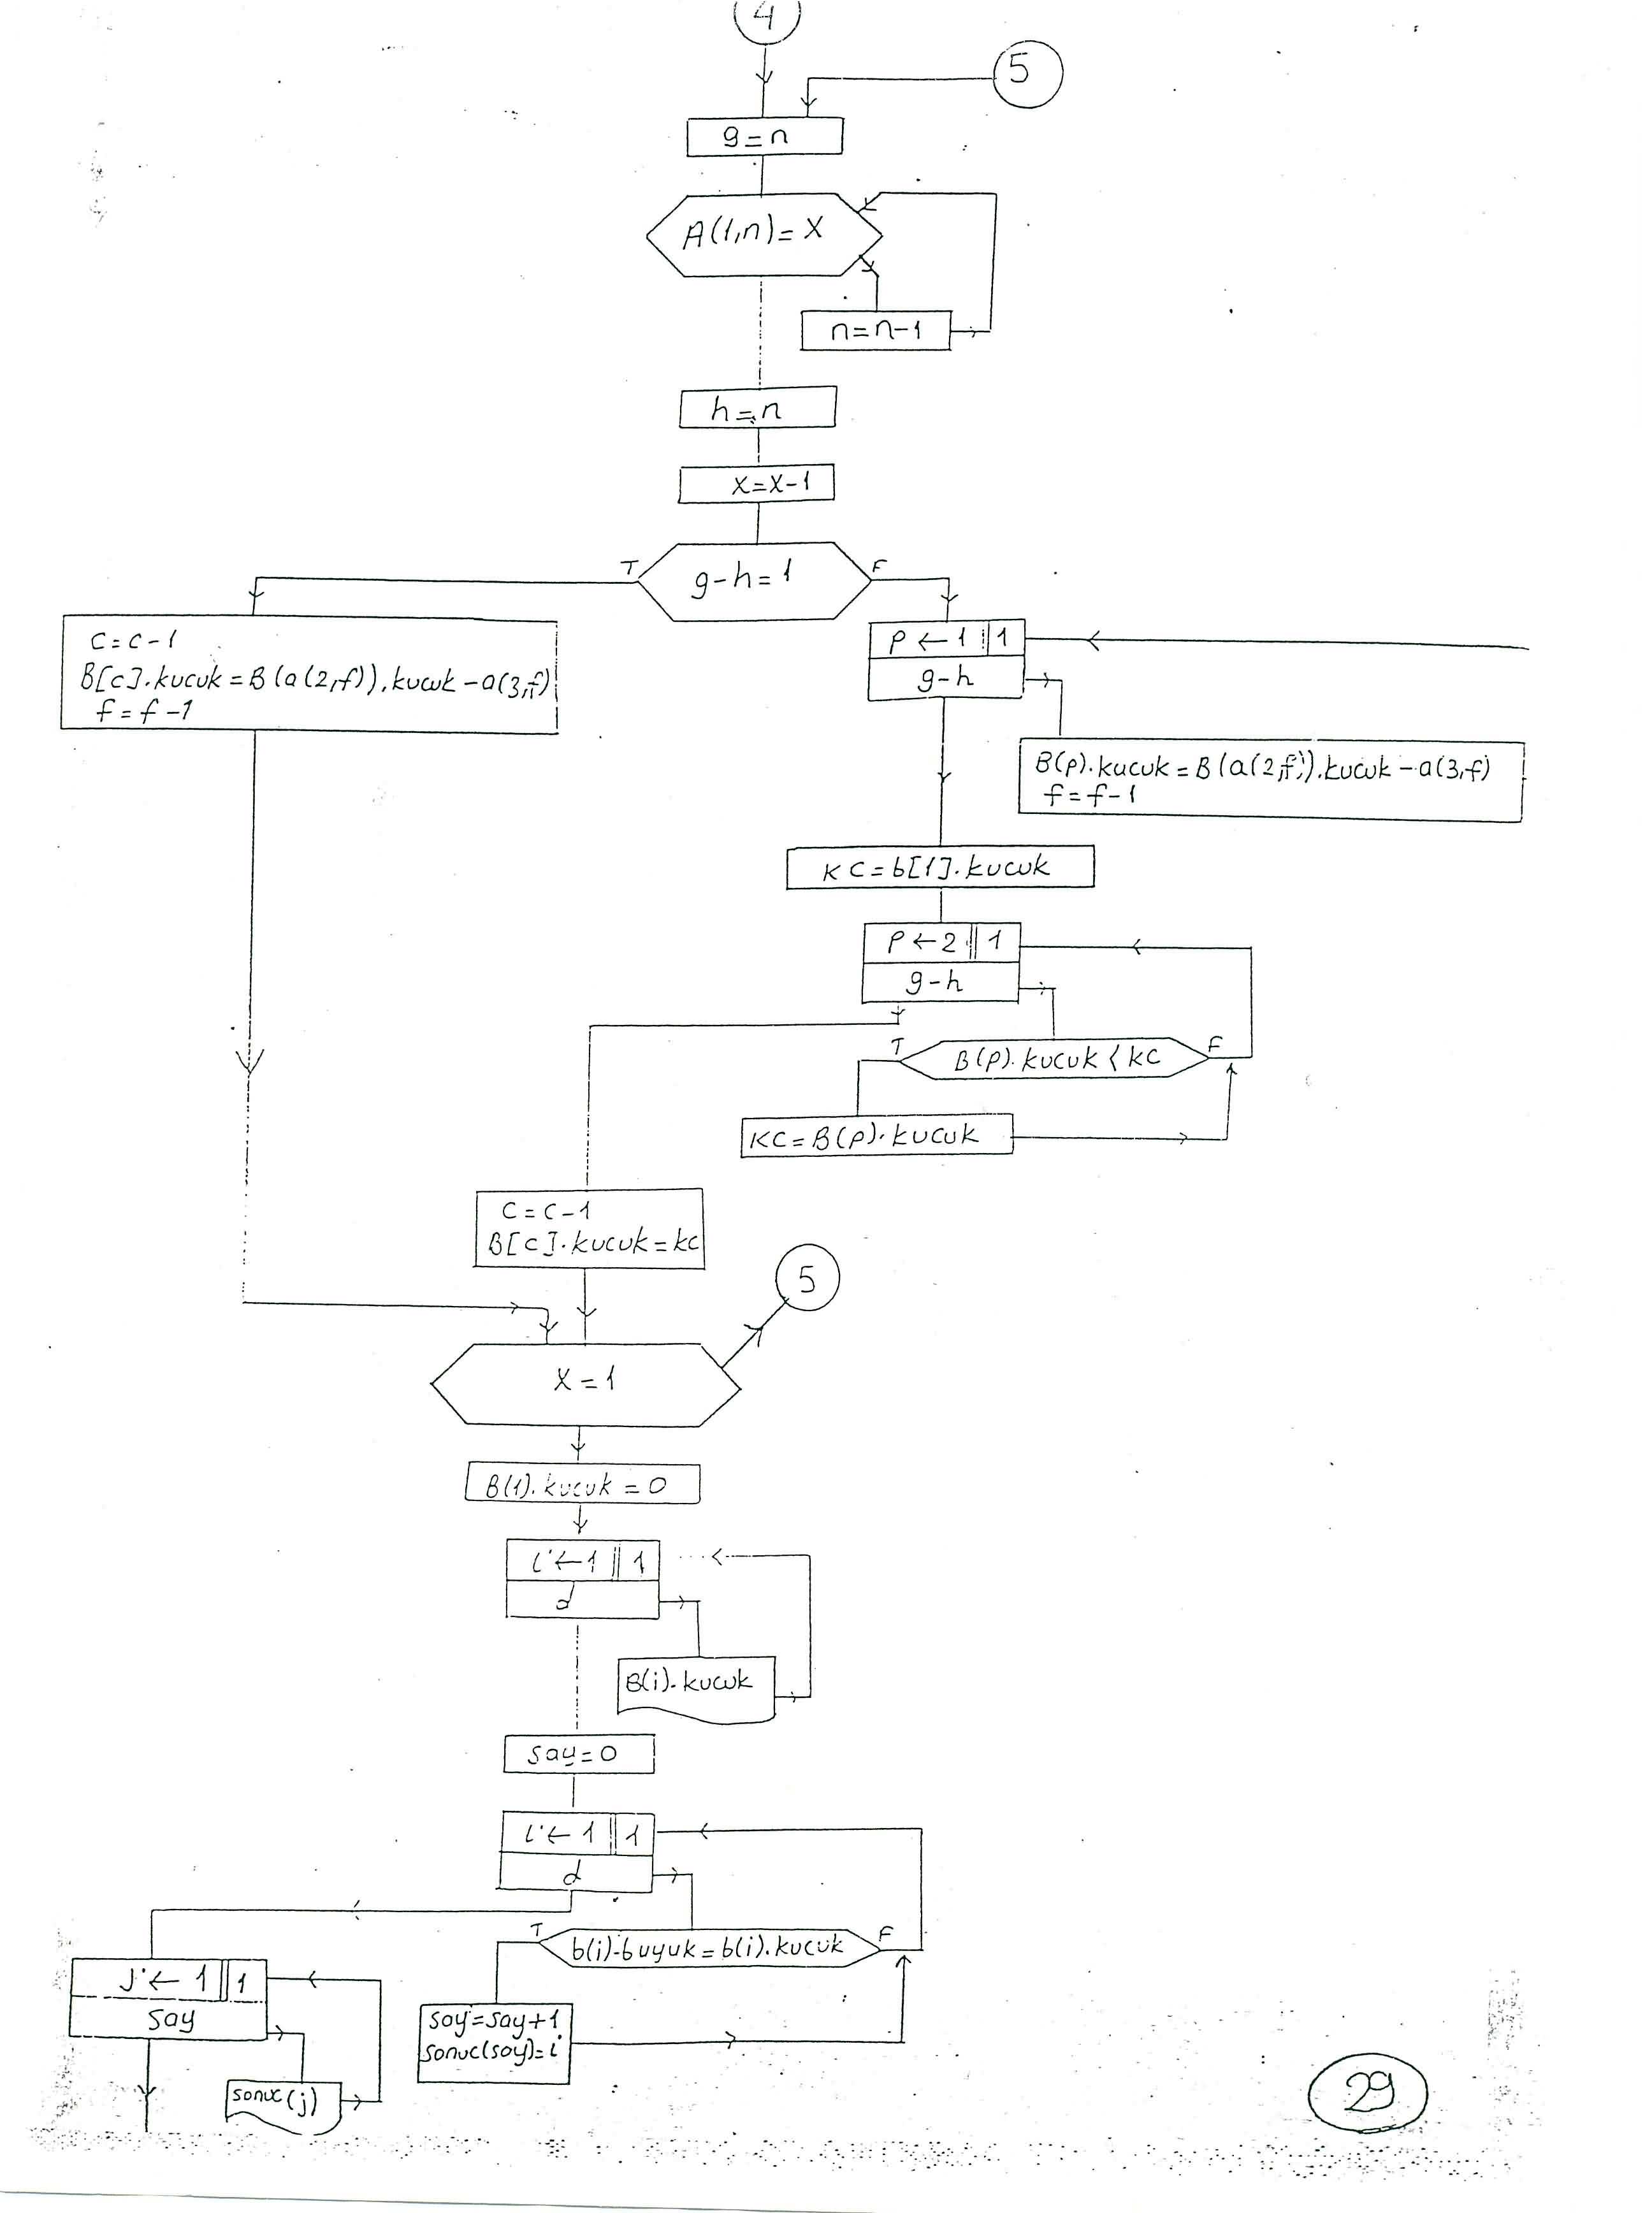 4
5
g=n
A(1,n)=X
n=n-1
h=n
X=X-1
T
g-h=1
F
C=C-1
B[c].kucuk=B(a(2,f)).kucuk-a(3,f)
f=f-1
P←1||1
g-h
B(p).kucuk=B(a(2,f)).kucuk-a(3,f)
f=f-1
KC=b[1].kucuk
P←2||1
g-h
T
B(p).kucuk<kc
F
KC=B(p).kucuk
C=C-1
B[c].kucuk=kc
5
X=1
B(1).kucuk=0
i←1||1
d
B(i).kucuk
say=0
i←1||1
d
T
b(i).buyuk=b(i).kucuk
F
j←1||1
say
say=say+1
sonuc(say)=i
sonuc(j)
29